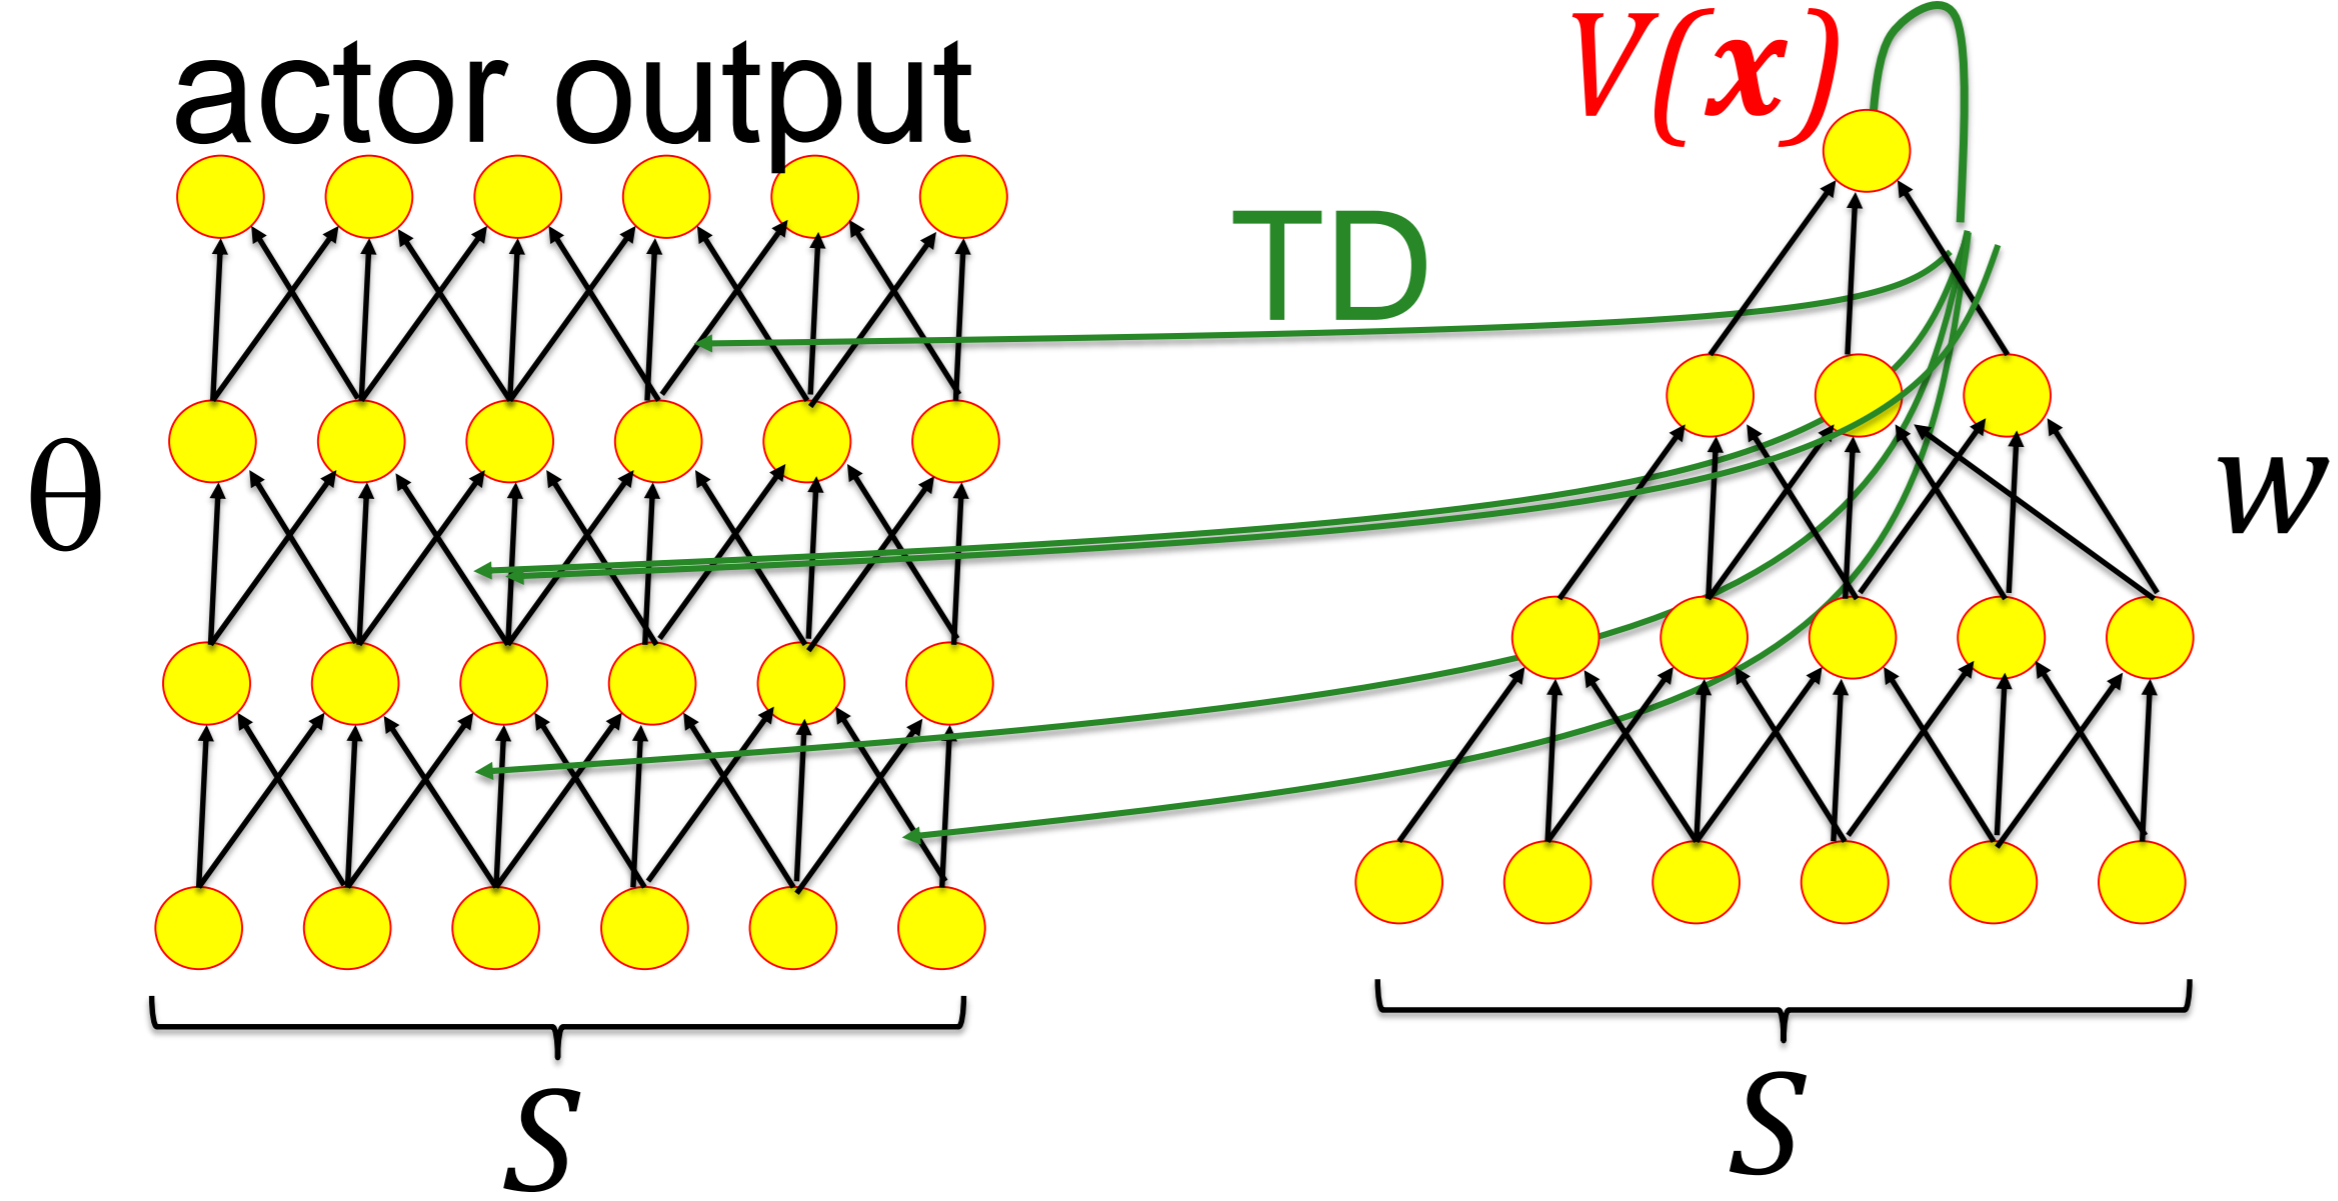 actor output
V(x)
TD
θ
w
S
S